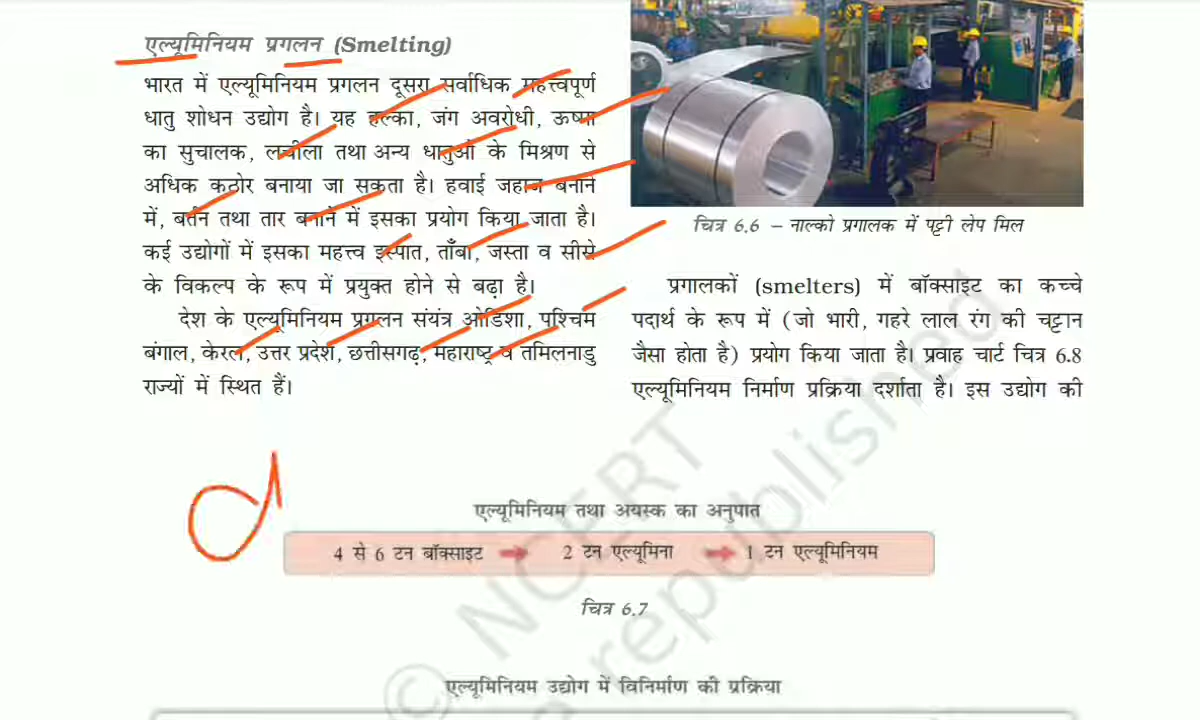 एल्यूमिनियम प्रगलन (Smelting)
भारत में एल्यूमिनियम प्रगलन दूसरा सर्वाधिक महत्त्वपूर्ण
धातु शोधन उद्योग है। यह हल्का, जंग अवरोधी, ऊष्मा
का सुचालक, लचीला तथा अन्य धातुओं के मिश्रण से
अधिक कठोर बनाया जा सकता है। हवाई जहाज बनाने
में, बर्तन तथा तार बनाने में इसका प्रयोग किया जाता है।
कई उद्योगों में इसका महत्त्व इस्पात, ताँबा, जस्ता व सीसे
के विकल्प के रूप में प्रयुक्त होने से बढ़ा है।
देश के एल्यूमिनियम प्रगलन संयंत्र ओडिशा, पश्चिम
बंगाल, केरल, उत्तर प्रदेश, छत्तीसगढ़, महाराष्ट्र व तमिलनाडु
राज्यों में स्थित हैं।
चित्र 6.6 – नाल्को प्रगालक में पट्टी लेप मिल
प्रगालकों (smelters) में बॉक्साइट का कच्चे
पदार्थ के रूप में (जो भारी, गहरे लाल रंग की चट्टान
जैसा होता है) प्रयोग किया जाता है। प्रवाह चार्ट चित्र 6.8
एल्यूमिनियम निर्माण प्रक्रिया दर्शाता है। इस उद्योग की
एल्यूमिनियम तथा अयस्क का अनुपात
4 से 6 टन बॉक्साइट 2 टन एल्यूमिना 1 टन एल्यूमिनियम
चित्र 6.7
एल्यूमिनियम उद्योग में विनिर्माण की प्रक्रिया
© NCERT
republished